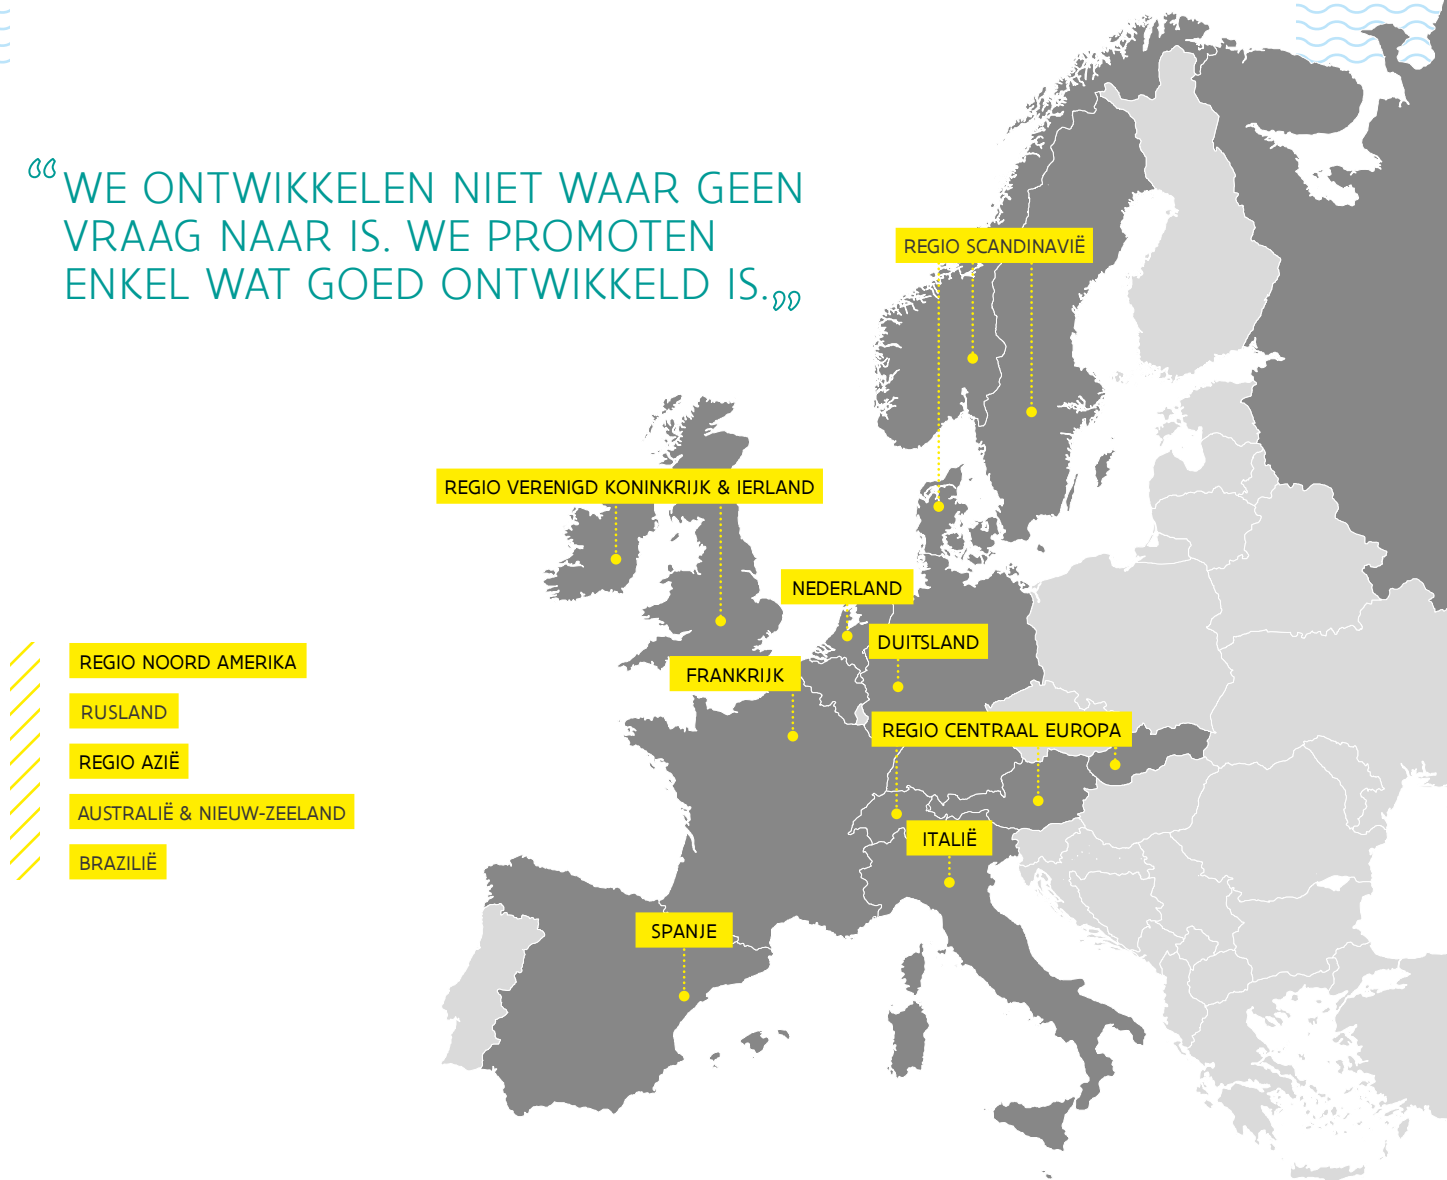 “WE ONTWIKKELEN NIET WAAR GEEN
VRAAG NAAR IS. WE PROMOTEN
ENKEL WAT GOED ONTWIKKELD IS.”
REGIO SCANDINAVIË
REGIO VERENIGD KONINKRIJK & IERLAND
NEDERLAND
DUITSLAND
FRANKRIJK
REGIO CENTRAAL EUROPA
ITALIË
SPANJE
REGIO NOORD AMERIKA
RUSLAND
REGIO AZIË
AUSTRALIË & NIEUW-ZEELAND
BRAZILIË